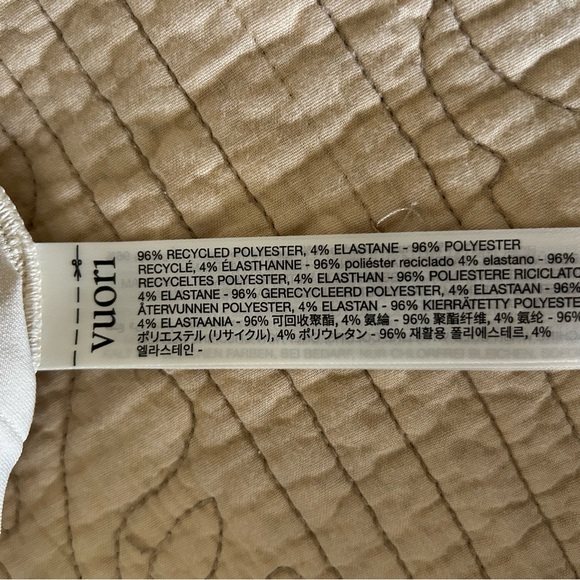 vuori
96% RECYCLED POLYESTER, 4% ELASTANE - 96% POLYESTER
RECYCLÉ, 4% ÉLASTHANNE - 96% poliéster reciclado 4% elastano - 96%
RECYCELTES POLYESTER, 4% ELASTHAN - 96% POLIESTERE RICICLATO
4% ELASTANE - 96% GERECYCLEERD POLYESTER, 4% ELASTAAN - 96%
ÅTERVUNNEN POLYESTER, 4% ELASTAN - 96% KIERRÄTETTY POLYESTE
4% ELASTAANIA - 96% 可回收聚酯, 4% 氨綸 - 96% 聚酯纤维, 4% 氨纶 - 96%
ポリエステル (リサイクル), 4% ポリウレタン - 96% 재활용 폴리에스테르, 4%
엘라스테인 -